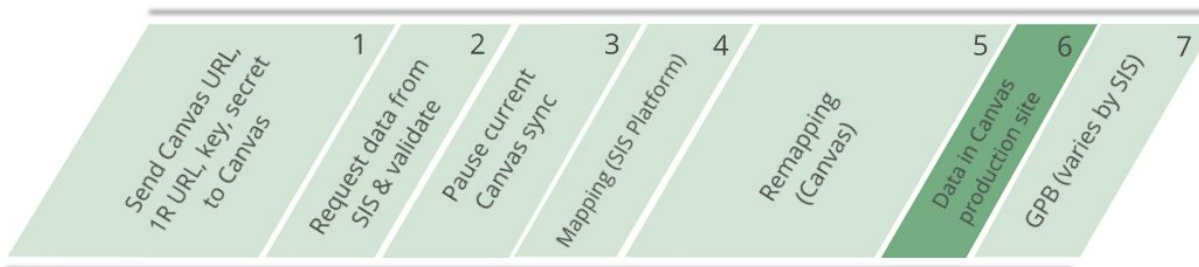 1
Send Canvas URL,
1R URL, key, secret
to Canvas
2
Request data from
SIS & validate
3
Pause current
Canvas sync
4
Mapping (SIS Platform)
5
Remapping
(Canvas)
6
Data in Canvas
production site
7
GPB (varies by SIS)